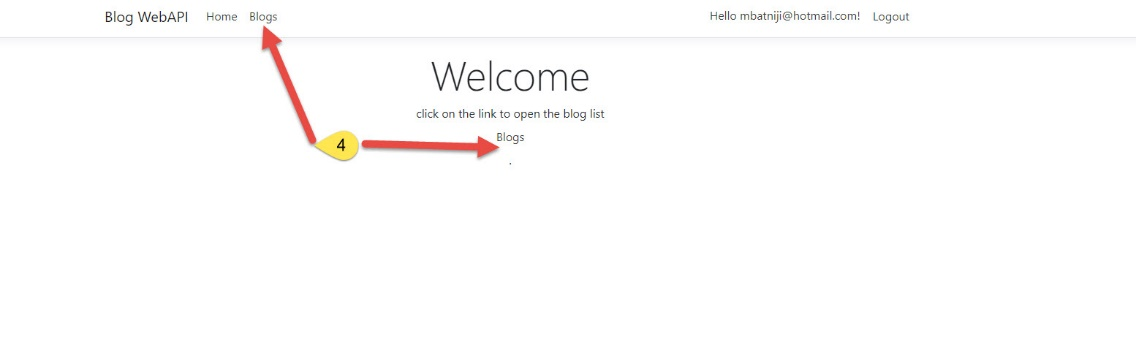 Blog WebAPI Home Blogs Hello mbatniji@hotmail.com! Logout
Welcome
click on the link to open the blog list
Blogs
4
.